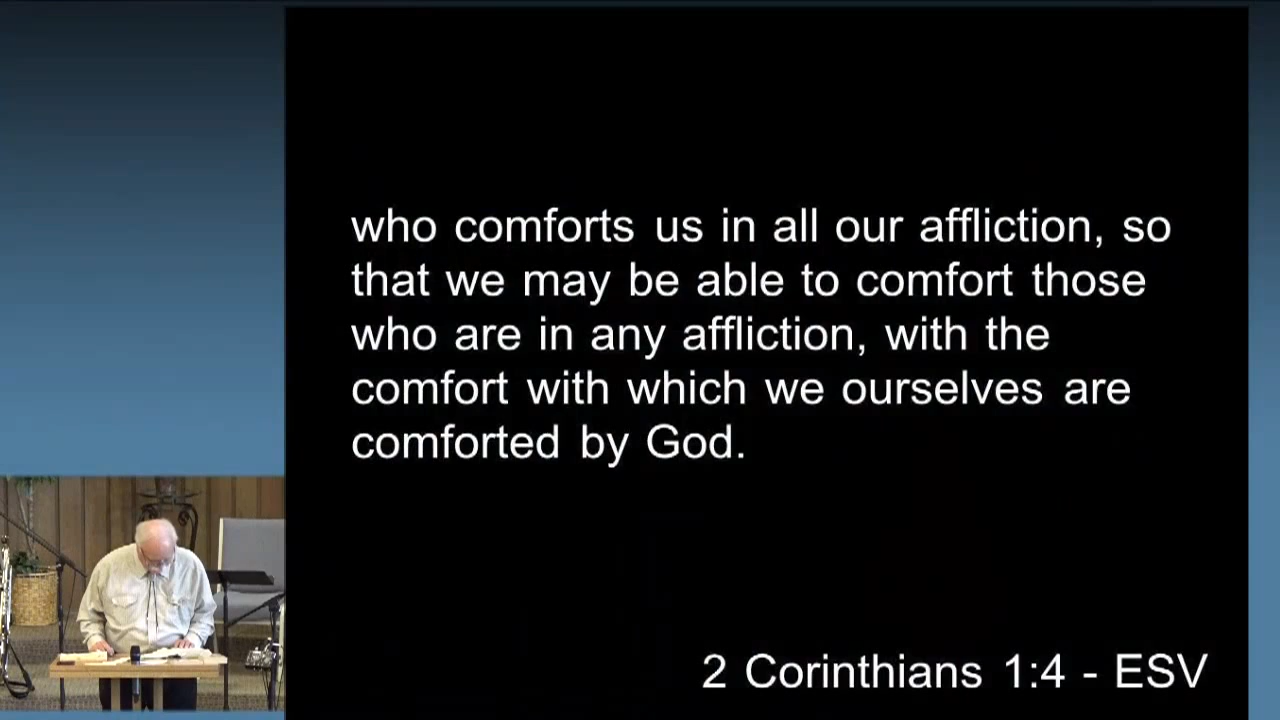 who comforts us in all our affliction, so
that we may be able to comfort those
who are in any affliction, with the
comfort with which we ourselves are
comforted by God.
2 Corinthians 1:4 - ESV